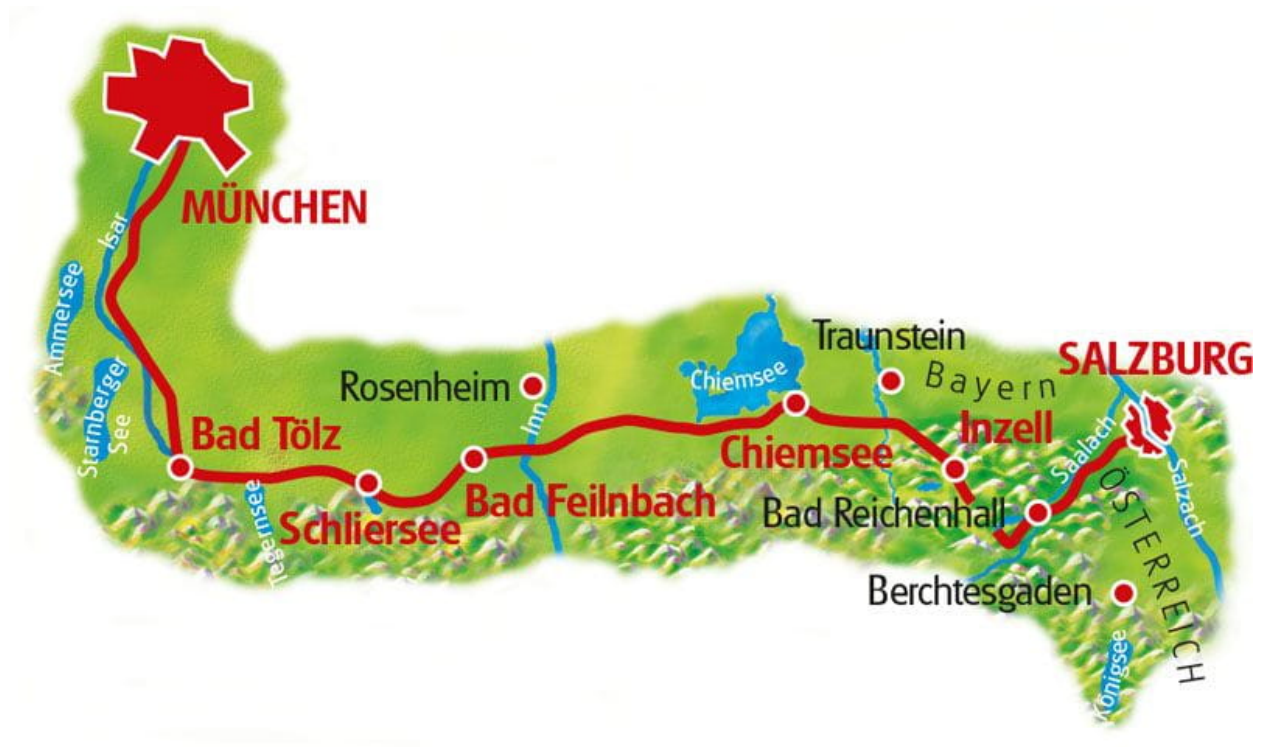 MÜNCHEN
Isar
Ammersee
Starnberger
See
Bad Tölz
Tegernsee
Schliersee
Rosenheim
Inn
Bad Feilnbach
Chiemsee
Chiemsee
Traunstein
Bayern
Inzell
SALZBURG
Saalach
Salzach
Bad Reichenhall
ÖSTERREICH
Berchtesgaden
Königsee